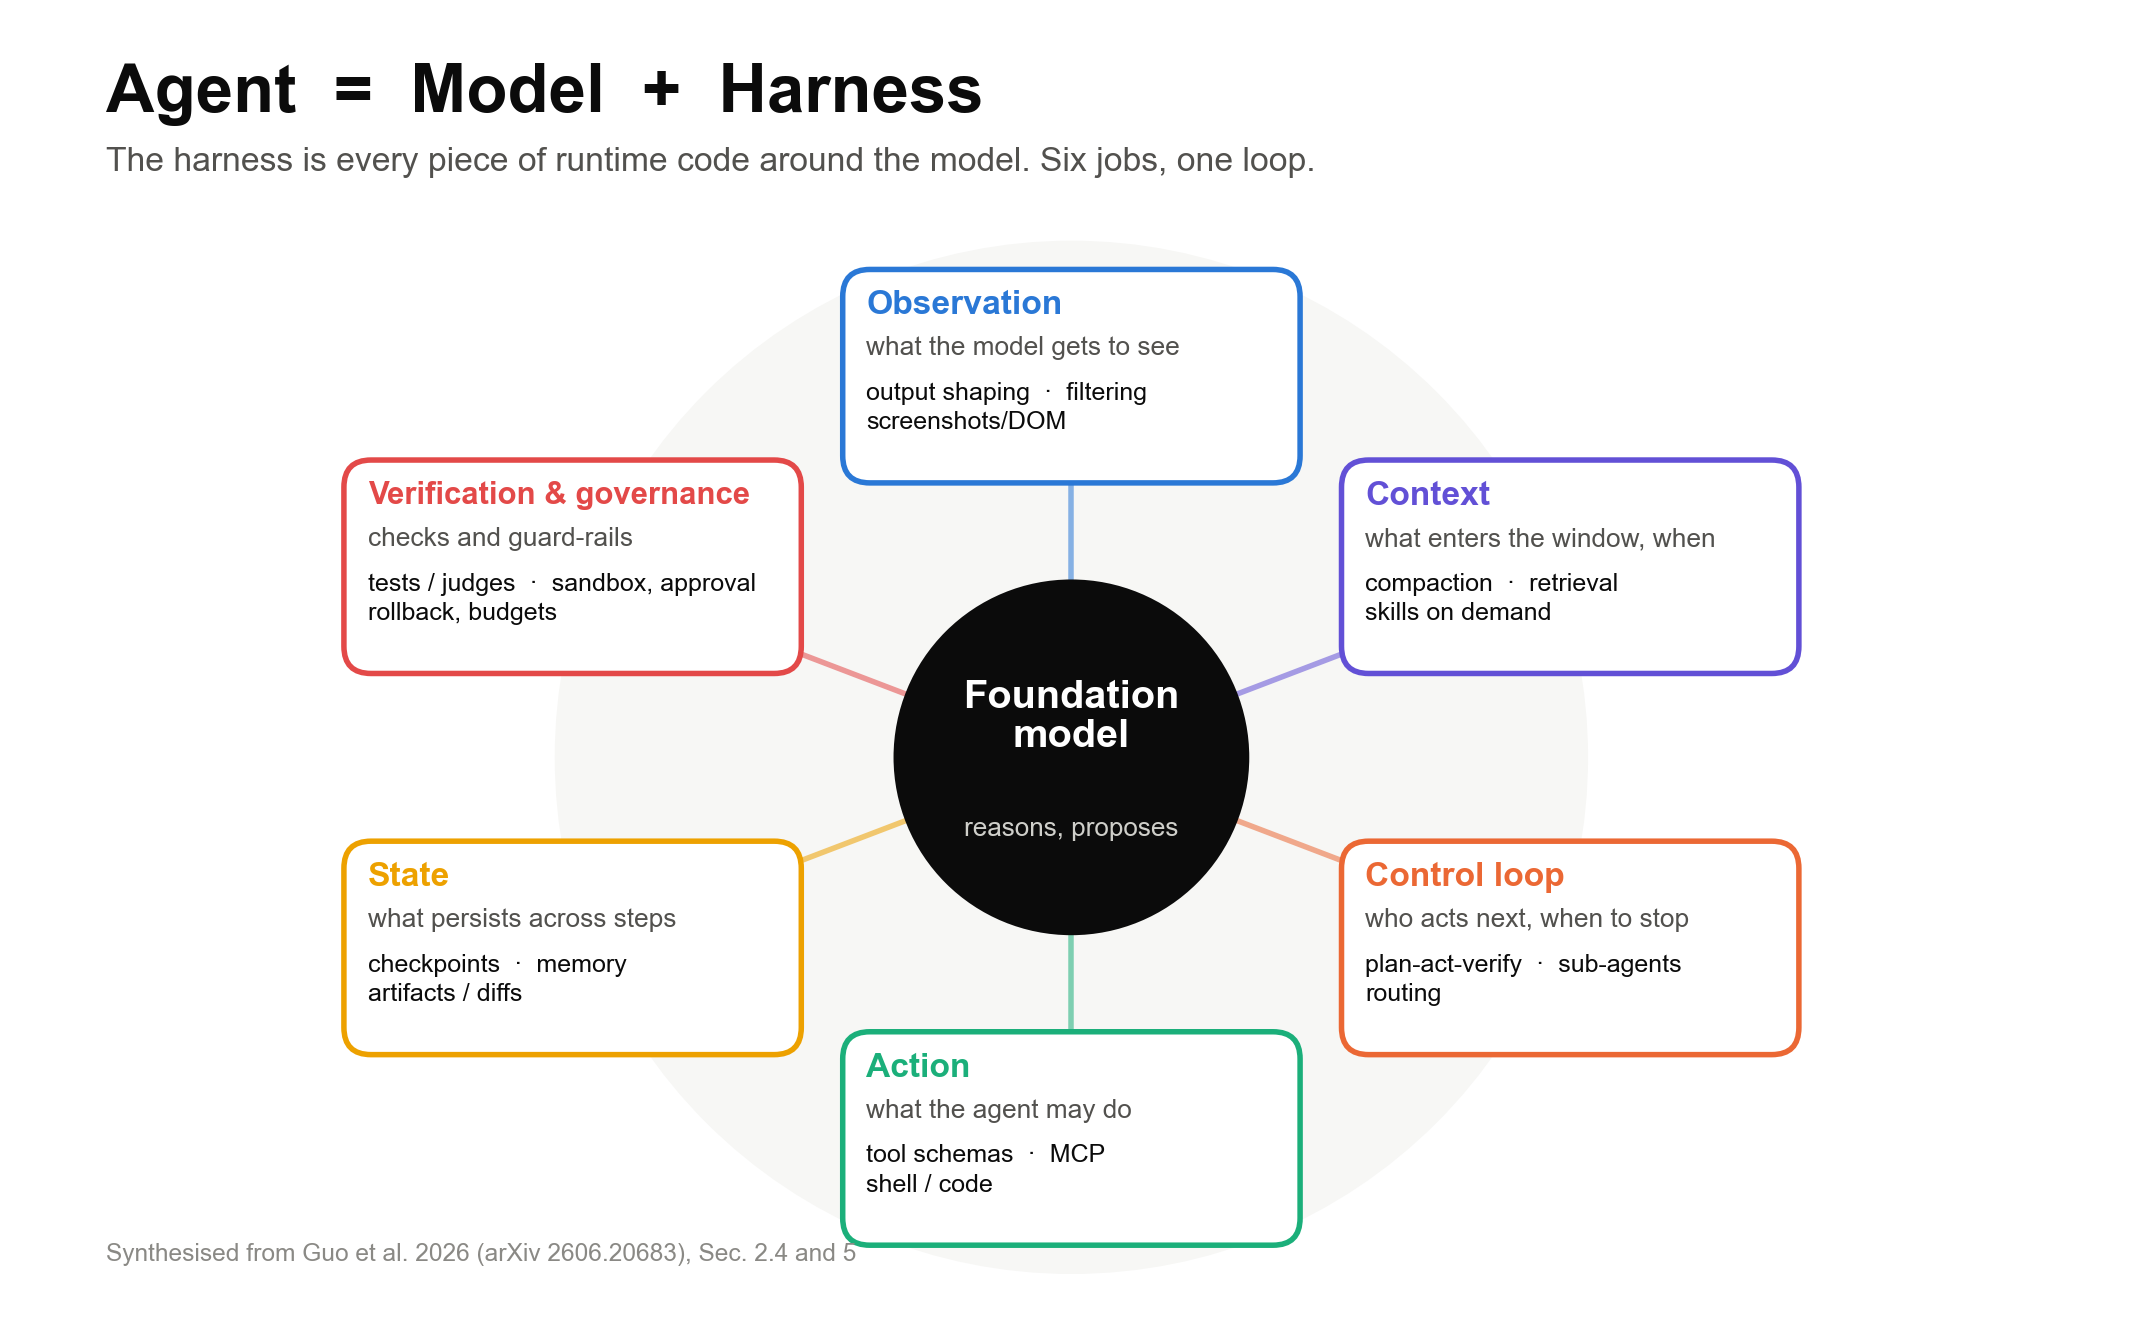 Agent = Model + Harness
The harness is every piece of runtime code around the model. Six jobs, one loop.
Observation
what the model gets to see
output shaping · filtering
screenshots/DOM
Verification & governance
checks and guard-rails
tests / judges · sandbox, approval
rollback, budgets
Context
what enters the window, when
compaction · retrieval
skills on demand
Foundation
model
reasons, proposes
State
what persists across steps
checkpoints · memory
artifacts / diffs
Control loop
who acts next, when to stop
plan-act-verify · sub-agents
routing
Action
what the agent may do
tool schemas · MCP
shell / code
Synthesised from Guo et al. 2026 (arXiv 2606.20683), Sec. 2.4 and 5